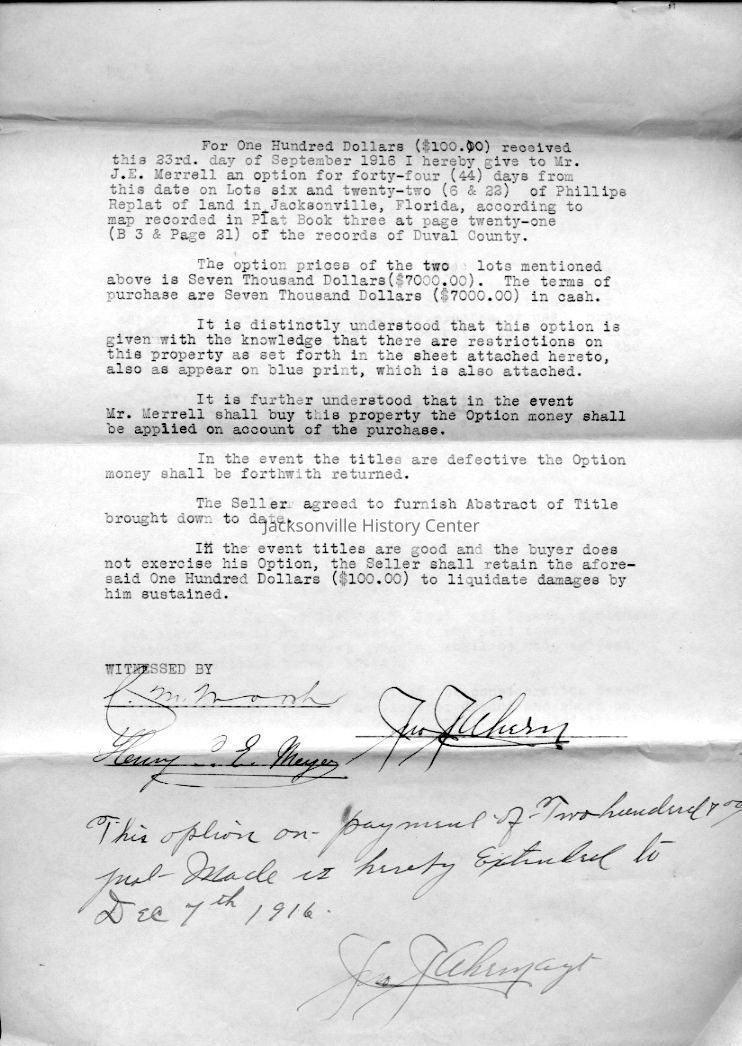 For One Hundred Dollars ($100.00) received
this 23rd. day of September 1916 I hereby give to Mr.
J.E. Merrell an option for forty-four (44) days from
this date on Lots six and twenty-two (6 & 22) of Phillips
Replat of land in Jacksonville, Florida, according to
map recorded in Plat Book three at page twenty-one
(B 3 & Page 21) of the records of Duval County.
The option prices of the two lots mentioned
above is Seven Thousand Dollars($7000.00). The terms of
purchase are Seven Thousand Dollars ($7000.00) in cash.
It is distinctly understood that this option is
given with the knowledge that there are restrictions on
this property as set forth in the sheet attached hereto,
also as appear on blue print, which is also attached.
It is further understood that in the event
Mr. Merrell shall buy this property the Option money shall
be applied on account of the purchase.
In the event the titles are defective the Option
money shall be forthwith returned.
The Seller agreed to furnish Abstract of Title
brought down to date.
Jacksonville History Center
In the event titles are good and the buyer does
not exercise his Option, the Seller shall retain the afore-
said One Hundred Dollars ($100.00) to liquidate damages by
him sustained.
WITNESSED BY
Henry E. Meyer
Geo J Ahern
This option on payment of Two hundred
just Made is hereby Extended to
Dec 7th 1916.
Geo J Ahern agt